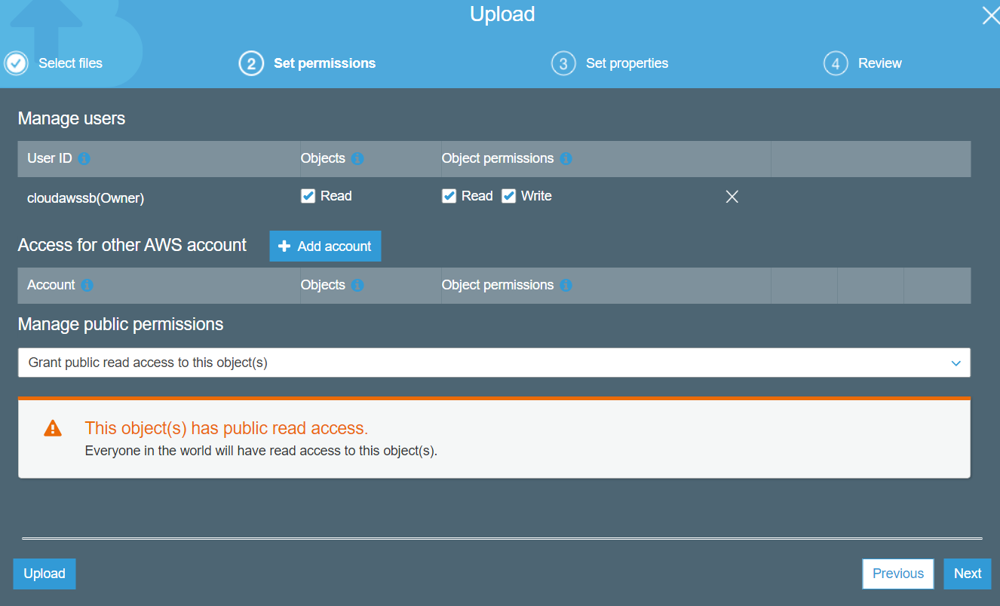 Upload
Select files
2 Set permissions
3 Set properties
4 Review
Manage users
User ID Objects Object permissions
cloudawssb(Owner) Read Read Write
Access for other AWS account Add account
Account Objects Object permissions
Manage public permissions
Grant public read access to this object(s)
This object(s) has public read access.
Everyone in the world will have read access to this object(s).
Upload Previous Next